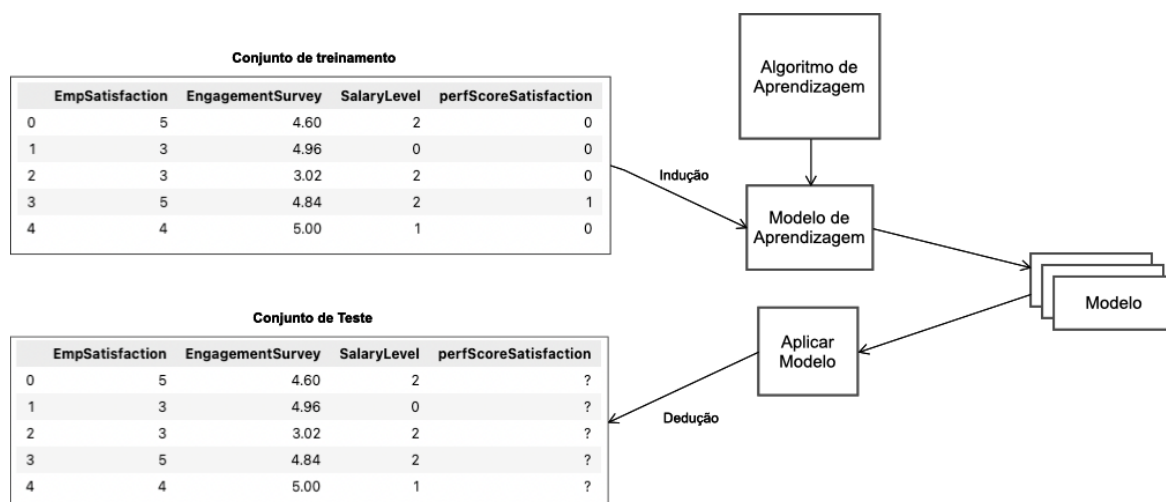 Conjunto de treinamento
EmpSatisfaction EngagementSurvey SalaryLevel perfScoreSatisfaction
0 5 4.60 2 0
1 3 4.96 0 0
2 3 3.02 2 0
3 5 4.84 2 1
4 4 5.00 1 0
Algoritmo de
Aprendizagem
Indução
Modelo de
Aprendizagem
Modelo
Aplicar
Modelo
Dedução
Conjunto de Teste
EmpSatisfaction EngagementSurvey SalaryLevel perfScoreSatisfaction
0 5 4.60 2 ?
1 3 4.96 0 ?
2 3 3.02 2 ?
3 5 4.84 2 ?
4 4 5.00 1 ?